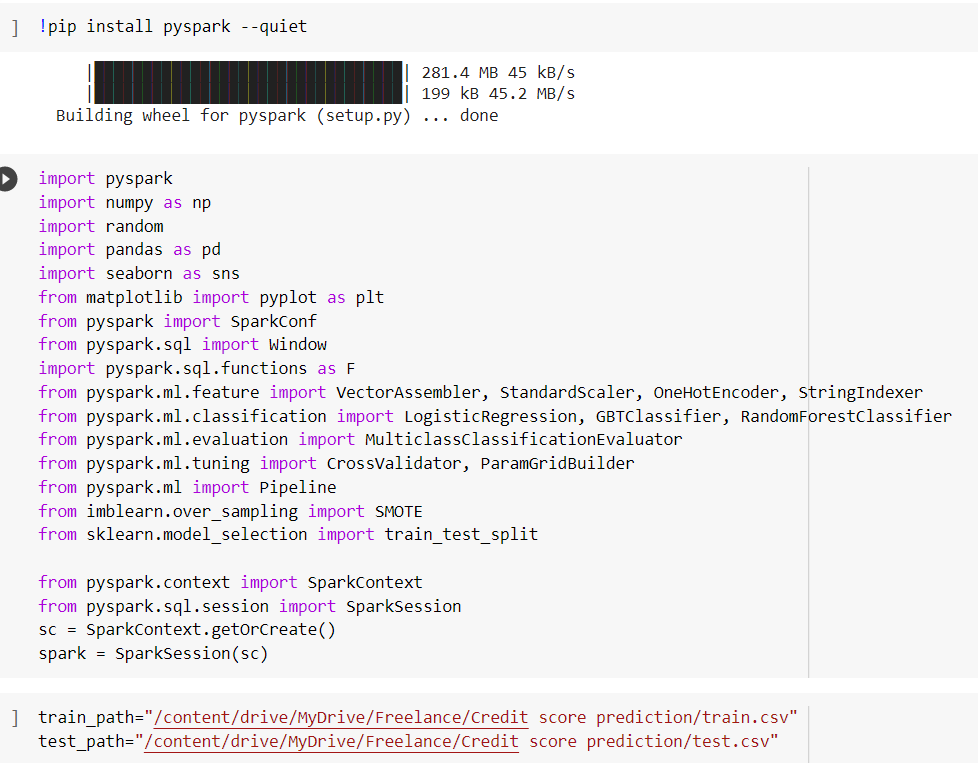 ] !pip install pyspark --quiet
|████████████████████████████████| 281.4 MB 45 kB/s
|████████████████████████████████| 199 kB 45.2 MB/s
Building wheel for pyspark (setup.py) ... done
import pyspark
import numpy as np
import random
import pandas as pd
import seaborn as sns
from matplotlib import pyplot as plt
from pyspark import SparkConf
from pyspark.sql import Window
import pyspark.sql.functions as F
from pyspark.ml.feature import VectorAssembler, StandardScaler, OneHotEncoder, StringIndexer
from pyspark.ml.classification import LogisticRegression, GBTClassifier, RandomForestClassifier
from pyspark.ml.evaluation import MulticlassClassificationEvaluator
from pyspark.ml.tuning import CrossValidator, ParamGridBuilder
from pyspark.ml import Pipeline
from imblearn.over_sampling import SMOTE
from sklearn.model_selection import train_test_split
from pyspark.context import SparkContext
from pyspark.sql.session import SparkSession
sc = SparkContext.getOrCreate()
spark = SparkSession(sc)
] train_path="/content/drive/MyDrive/Freelance/Credit score prediction/train.csv"
test_path="/content/drive/MyDrive/Freelance/Credit score prediction/test.csv"